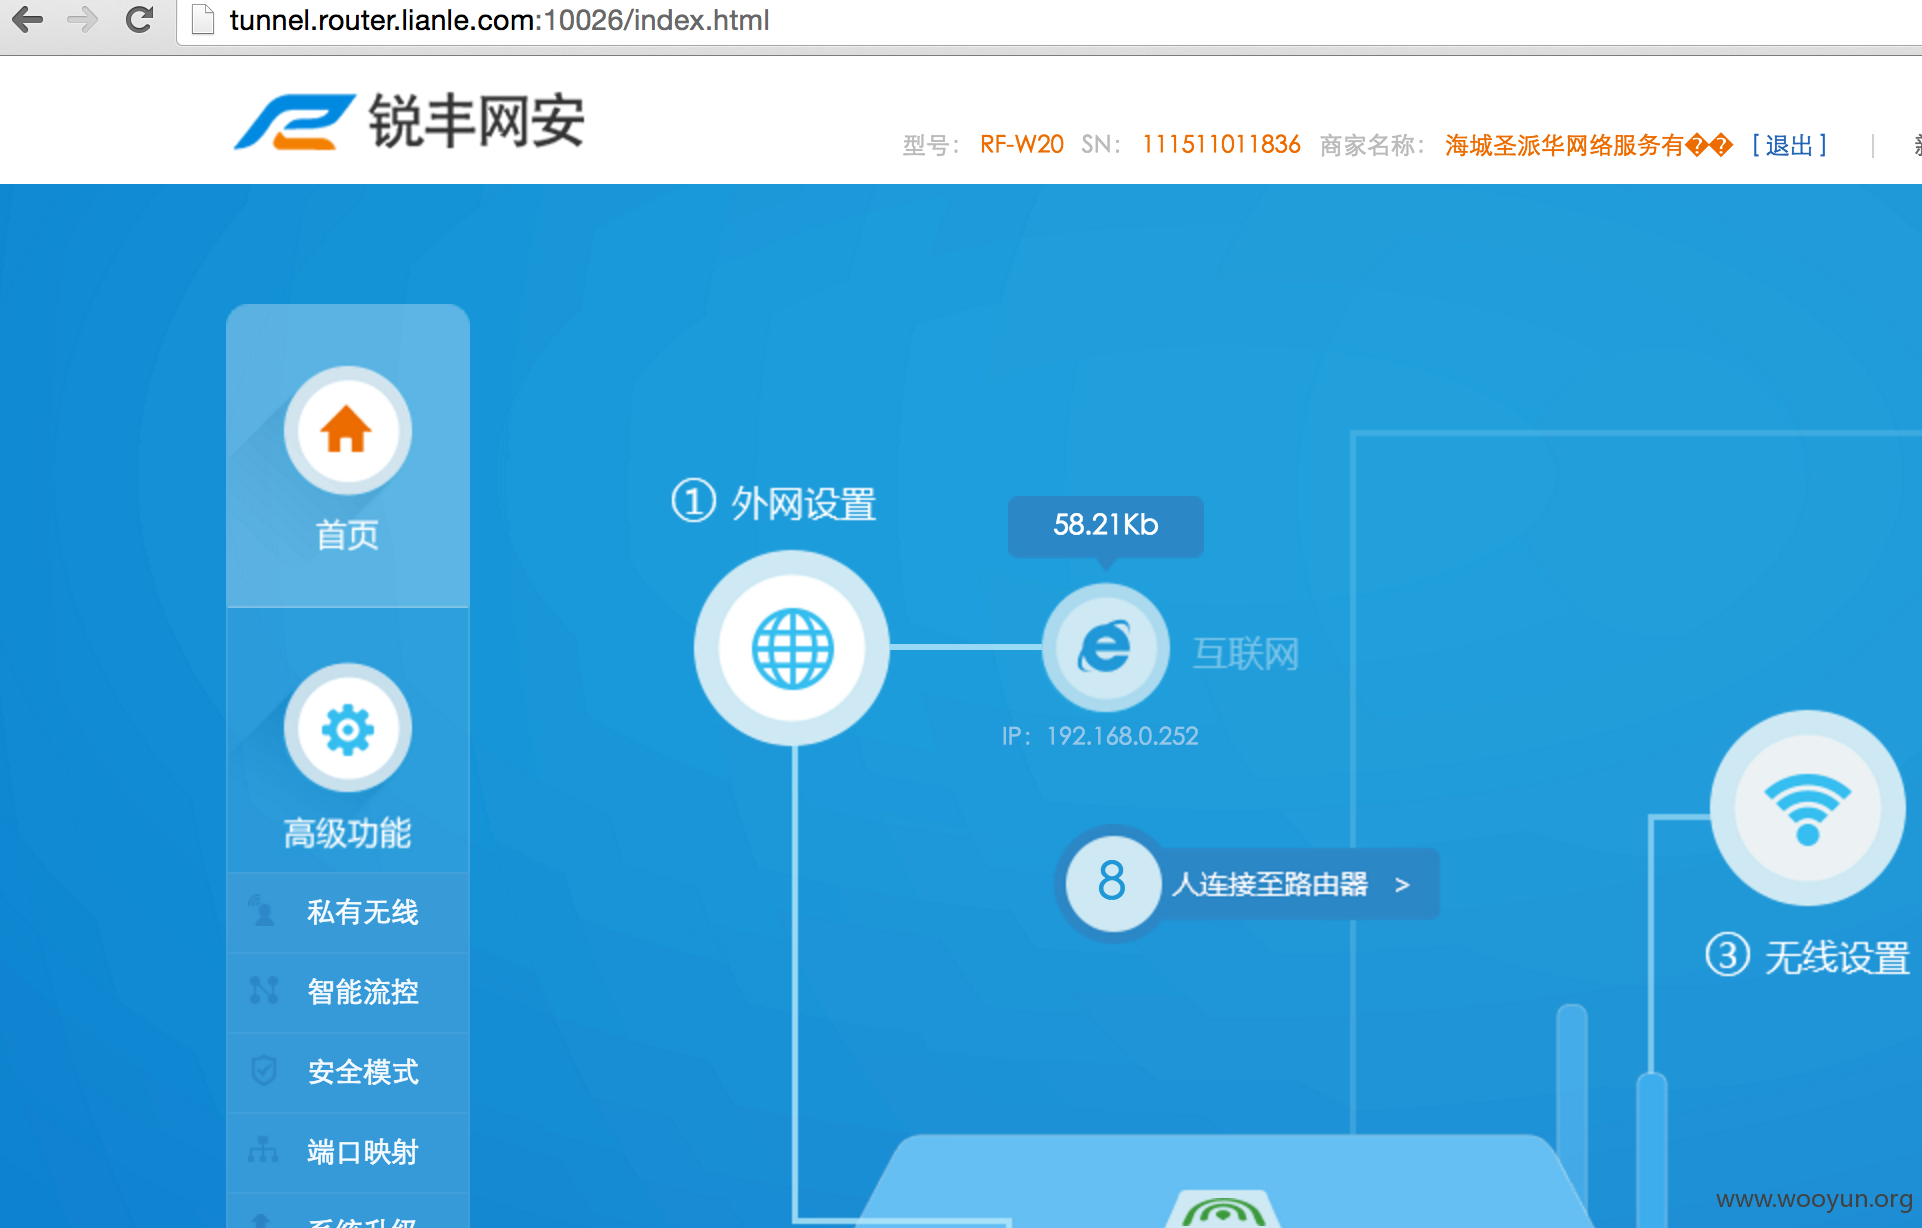 tunnel.router.lianle.com:10026/index.html
锐丰网安
型号： RF-W20 SN： 111511011836 商家名称： 海城圣派华网络服务有�� [ 退出 ] |
首页
① 外网设置
58.21Kb
互联网
IP： 192.168.0.252
高级功能
8 人连接至路由器 >
私有无线
③ 无线设置
智能流控
安全模式
端口映射
系统升级
www.wooyun.org